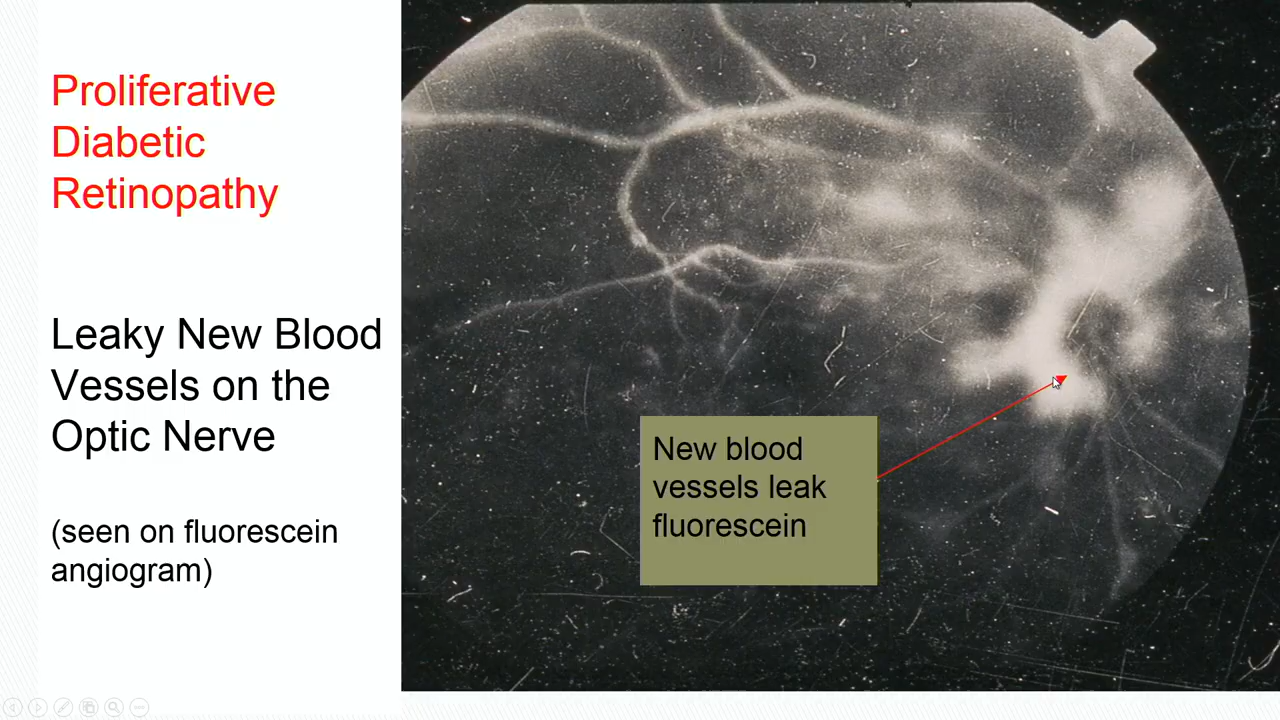 Proliferative
Diabetic
Retinopathy
Leaky New Blood
Vessels on the
Optic Nerve
(seen on fluorescein
angiogram)
New blood
vessels leak
fluorescein